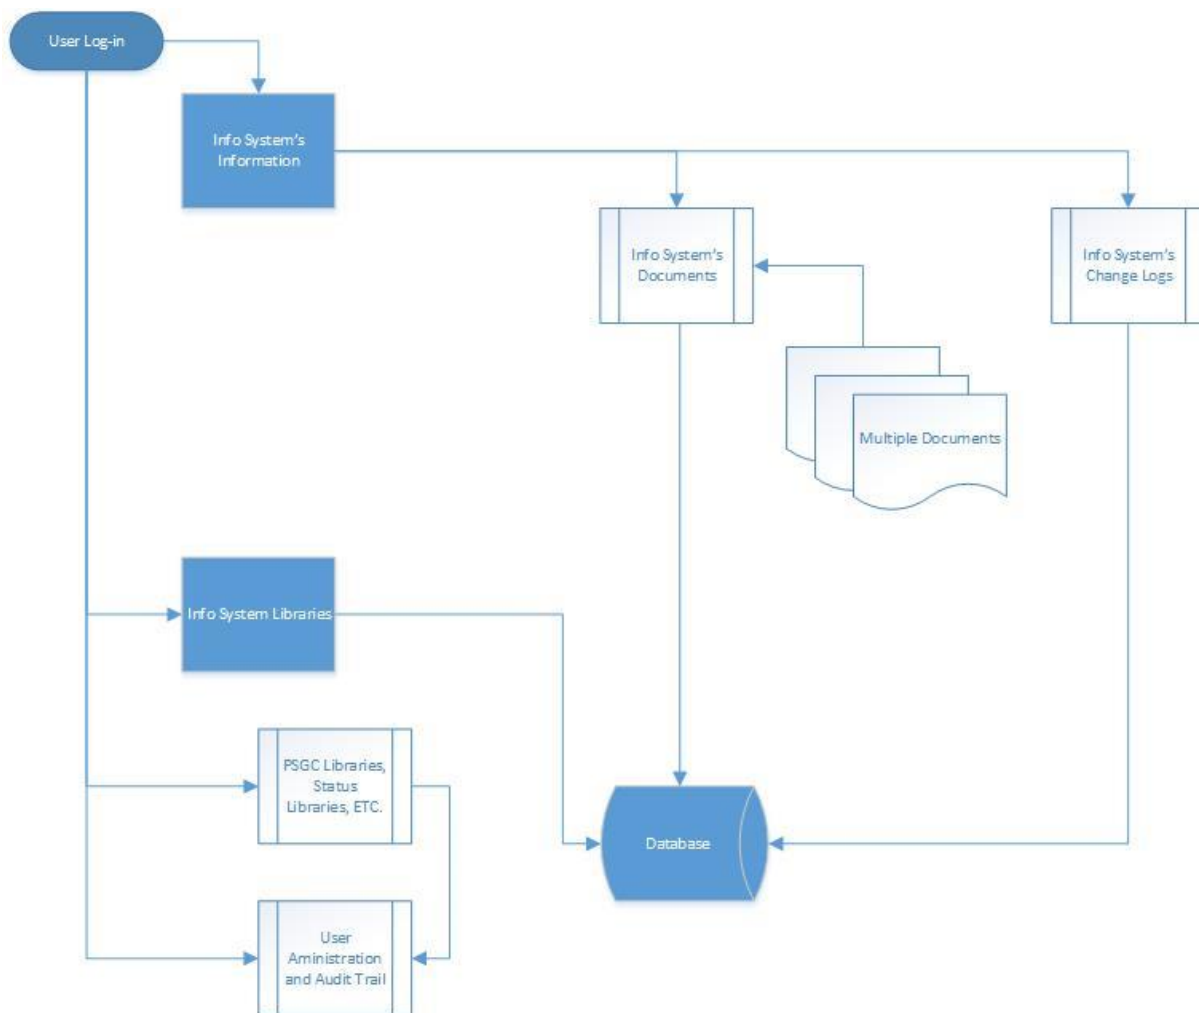 User Log-in
Info System's
Information
Info System's
Documents
Info System's
Change Logs
Multiple Documents
Info System Libraries
PSGC Libraries,
Status
Libraries, ETC.
Database
User
Aministration
and Audit Trail